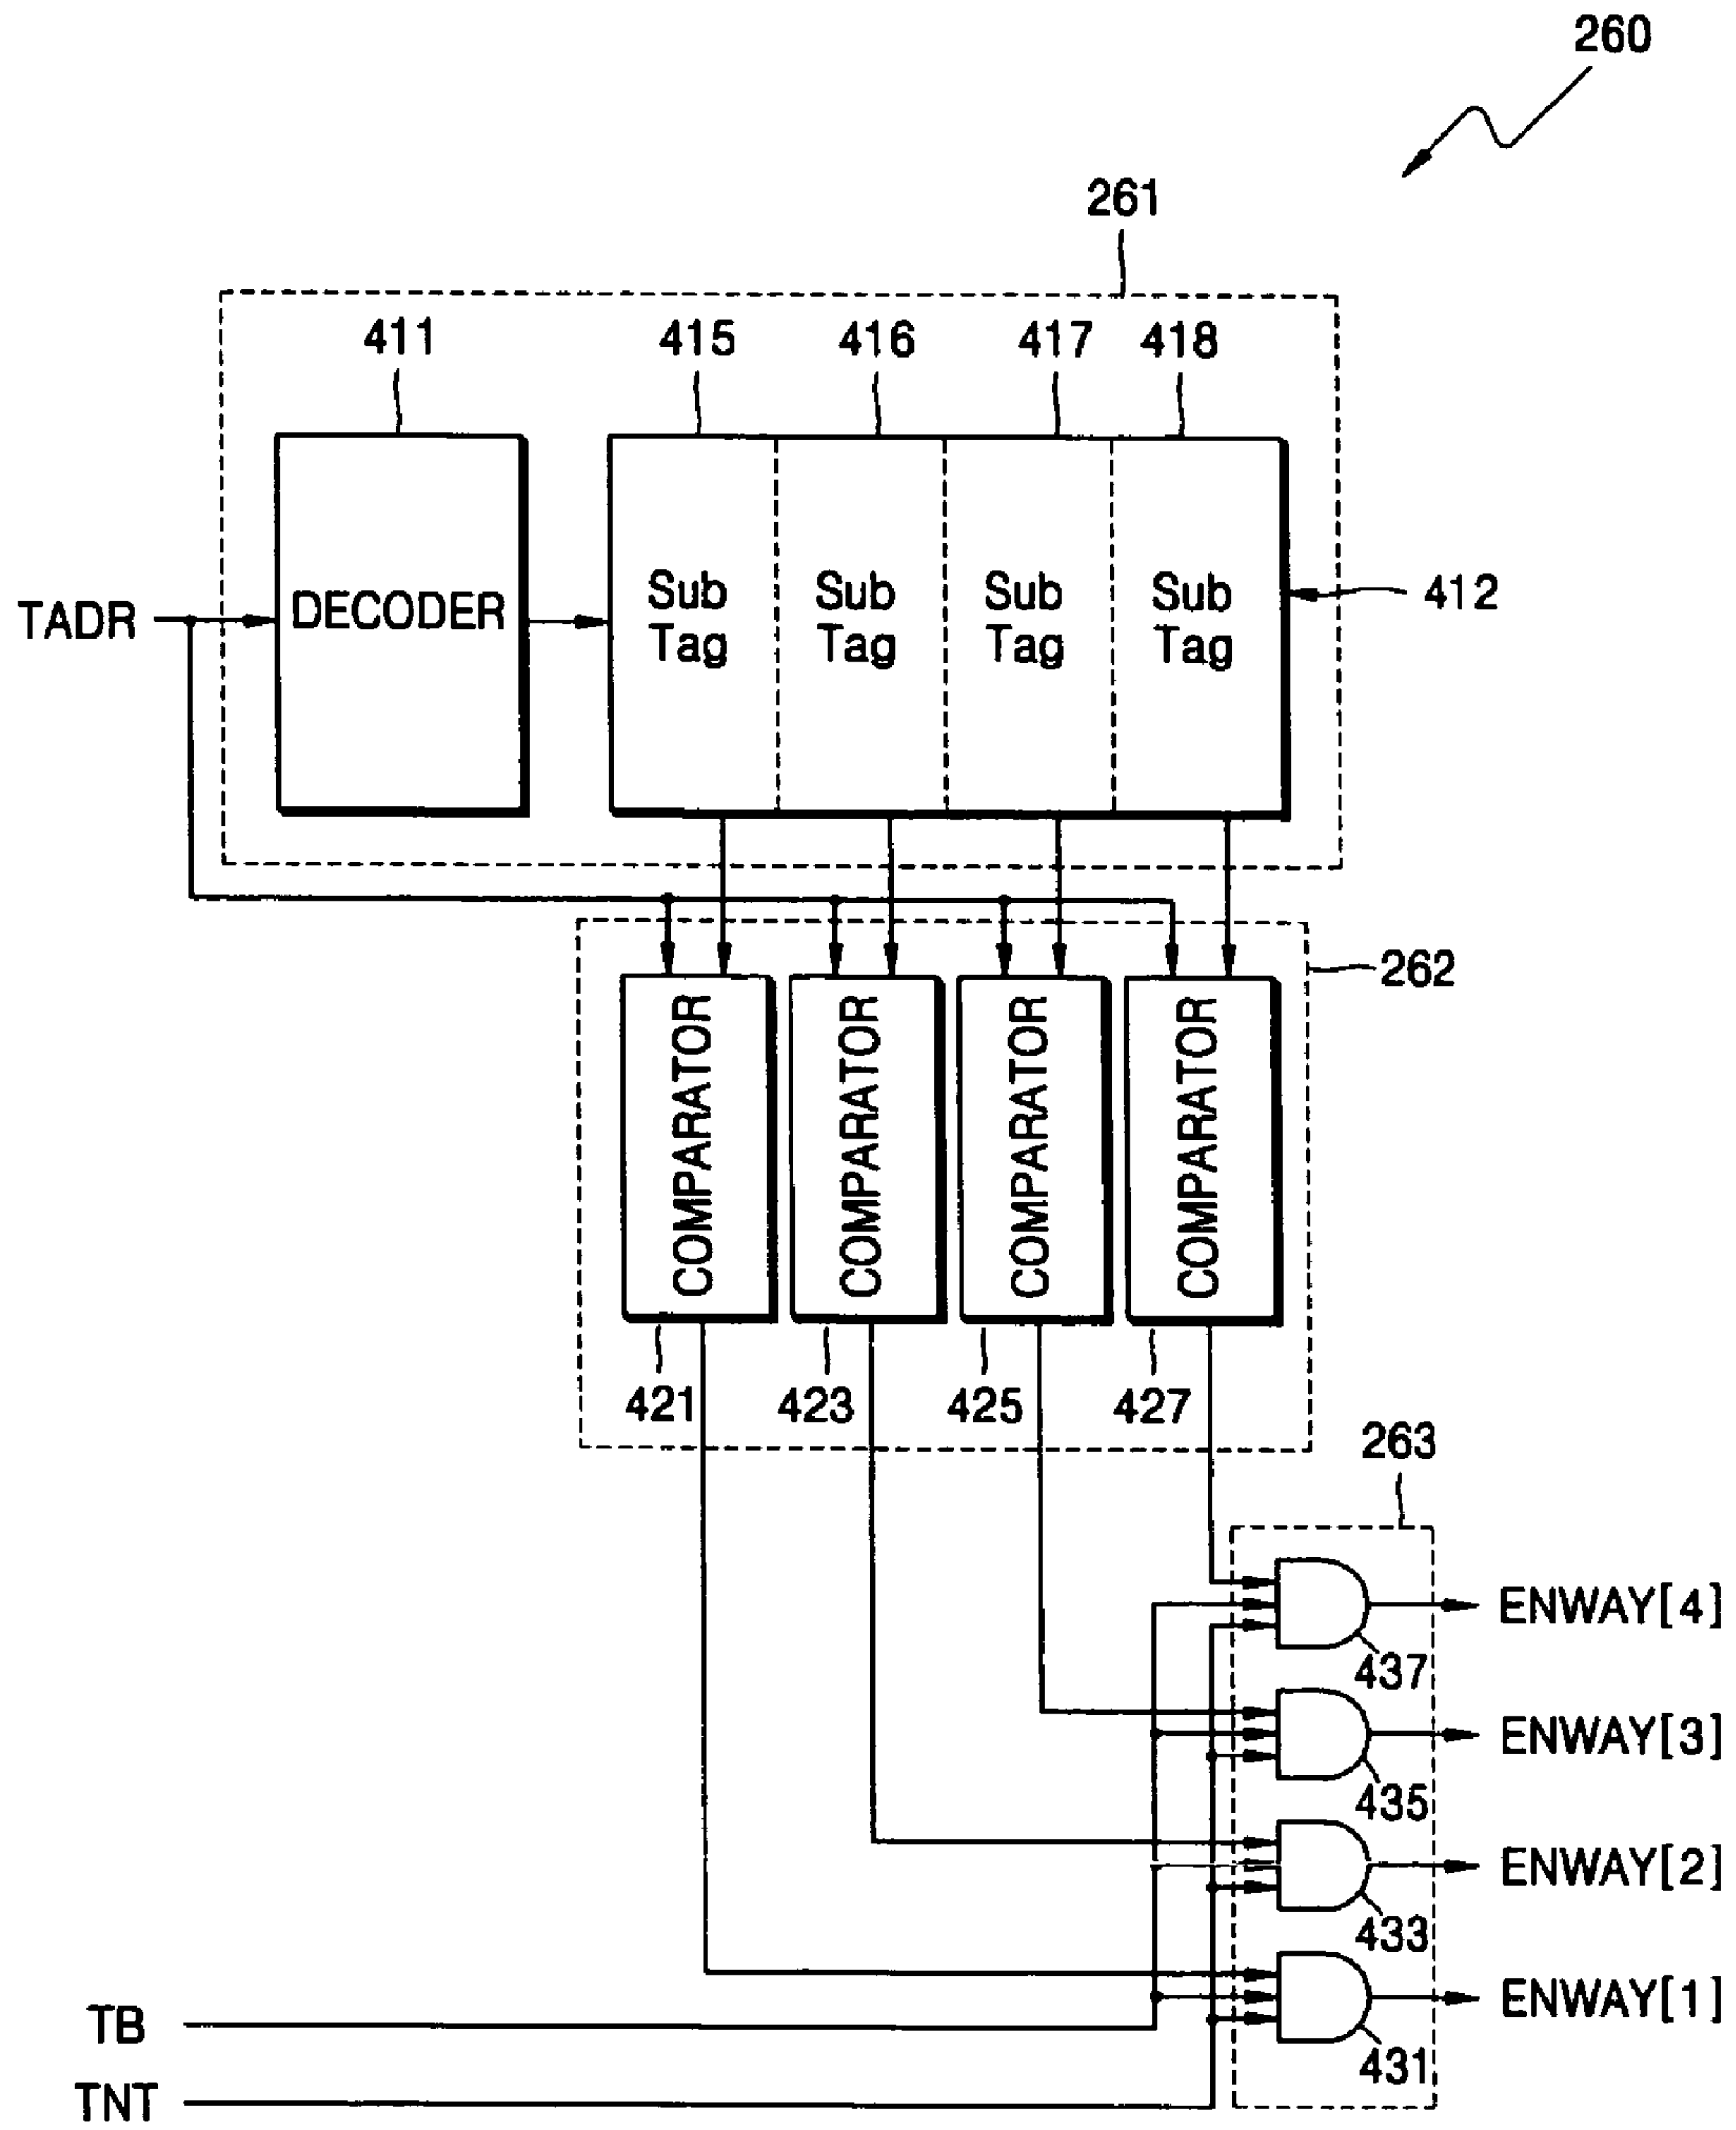 260
261
411
415
416
417
418
TADR
DECODER
Sub
Tag
Sub
Tag
Sub
Tag
Sub
Tag
412
262
COMPARATOR
COMPARATOR
COMPARATOR
COMPARATOR
421
423
425
427
263
ENWAY[4]
437
ENWAY[3]
435
ENWAY[2]
433
ENWAY[1]
431
TB
TNT